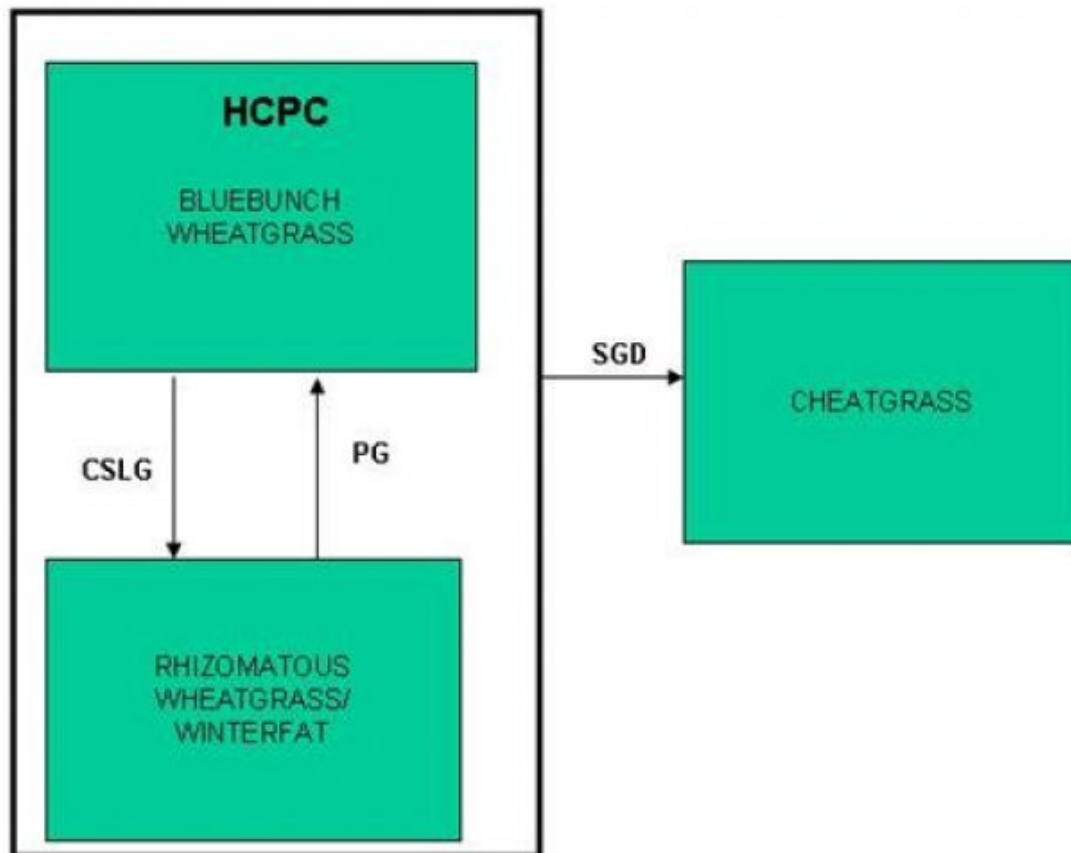 HCPC
BLUEBUNCH
WHEATGRASS
CSLG
PG
RHIZOMATOUS
WHEATGRASS/
WINTERFAT
SGD
CHEATGRASS